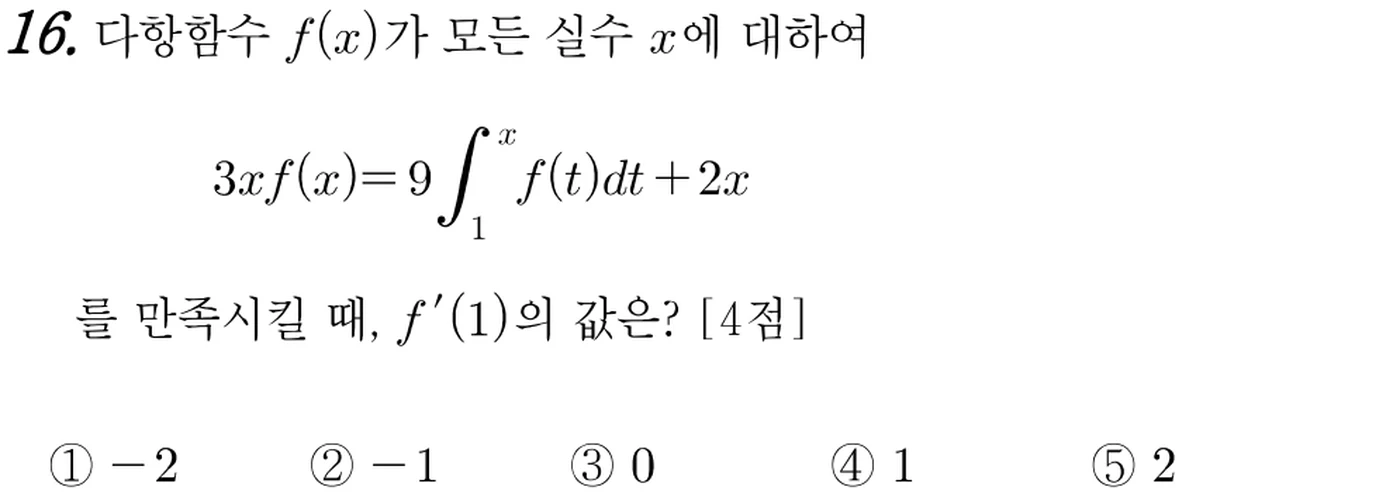 16. 다항함수 f(x)가 모든 실수 x에 대하여
3xf(x)=9∫₁ˣ f(t)dt+2x
를 만족시킬 때, f′(1)의 값은? [4점]
① −2 ② −1 ③ 0 ④ 1 ⑤ 2